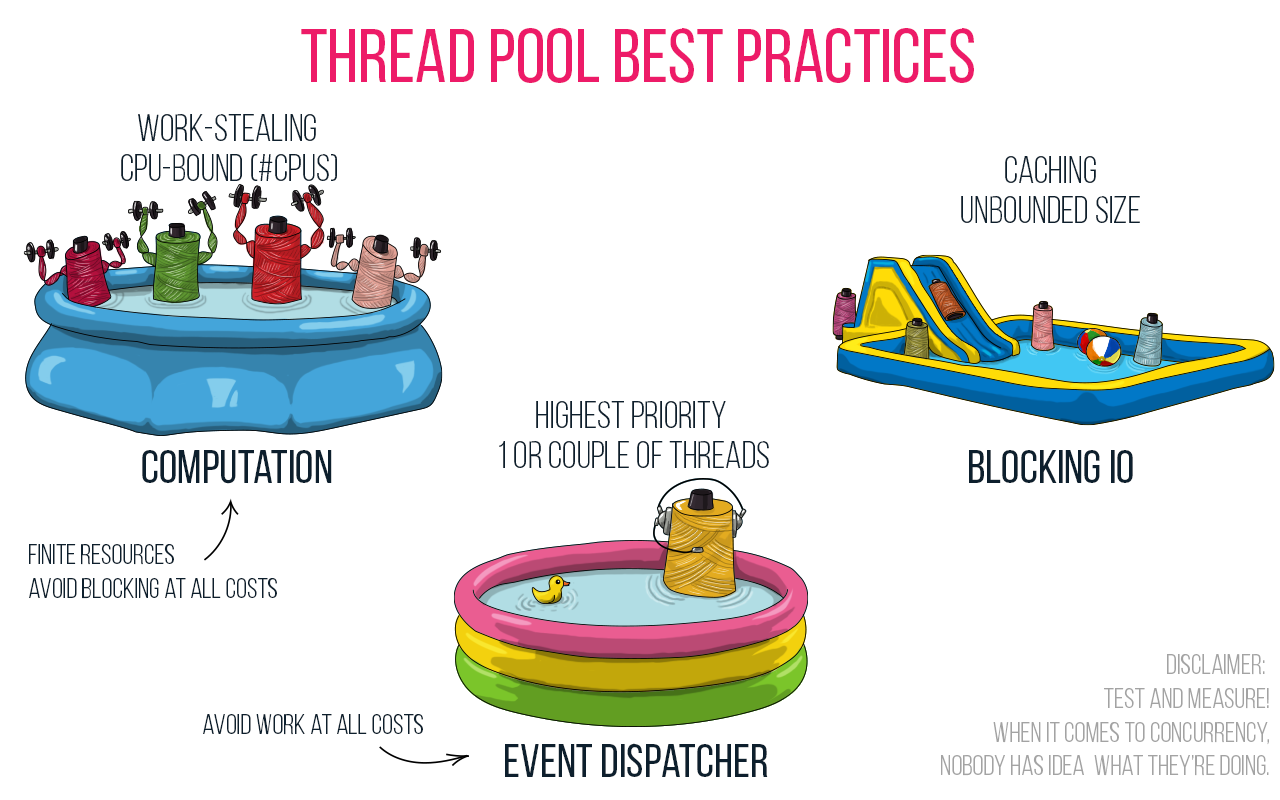 THREAD POOL BEST PRACTICES
WORK-STEALING
CPU-BOUND (#CPUS)
COMPUTATION
FINITE RESOURCES
AVOID BLOCKING AT ALL COSTS
CACHING
UNBOUNDED SIZE
BLOCKING IO
HIGHEST PRIORITY
1 OR COUPLE OF THREADS
AVOID WORK AT ALL COSTS
EVENT DISPATCHER
DISCLAIMER:
TEST AND MEASURE!
WHEN IT COMES TO CONCURRENCY,
NOBODY HAS IDEA WHAT THEY'RE DOING.